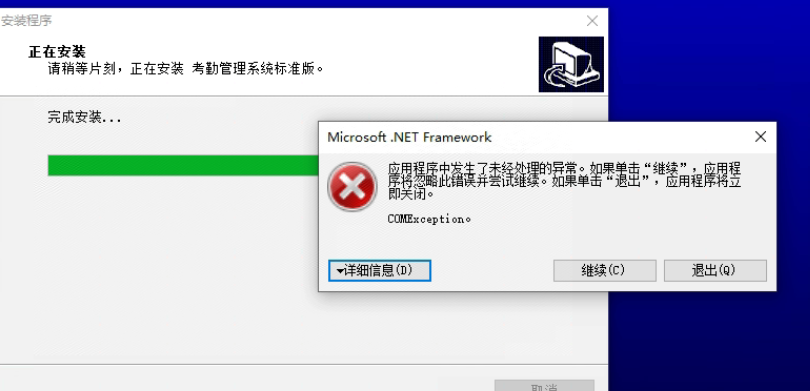 安装程序
正在安装
请稍等片刻，正在安装 考勤管理系统标准版。
完成安装...
Microsoft .NET Framework
应用程序中发生了未经处理的异常。如果单击“继续”，应用程
序将忽略此错误并尝试继续。如果单击“退出”，应用程序将立
即关闭。
COMException。
详细信息(D)
继续(C)
退出(Q)
取消